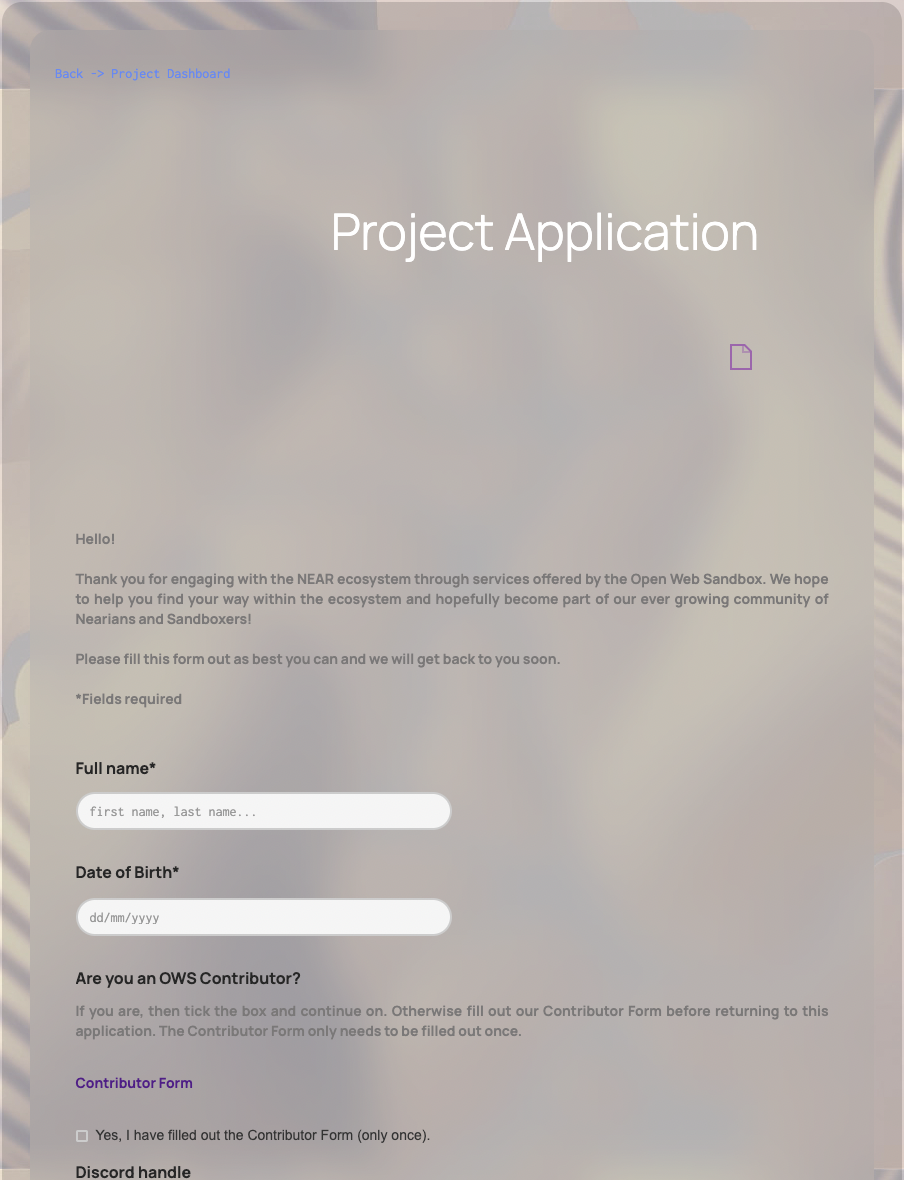 Back -> Project Dashboard
Project Application
Hello!
Thank you for engaging with the NEAR ecosystem through services offered by the Open Web Sandbox. We hope
to help you find your way within the ecosystem and hopefully become part of our ever growing community of
Nearians and Sandboxers!
Please fill this form out as best you can and we will get back to you soon.
*Fields required
Full name*
first name, last name...
Date of Birth*
dd/mm/yyyy
Are you an OWS Contributor?
If you are, then tick the box and continue on. Otherwise fill out our Contributor Form before returning to this
application. The Contributor Form only needs to be filled out once.
Contributor Form
Yes, I have filled out the Contributor Form (only once).
Discord handle